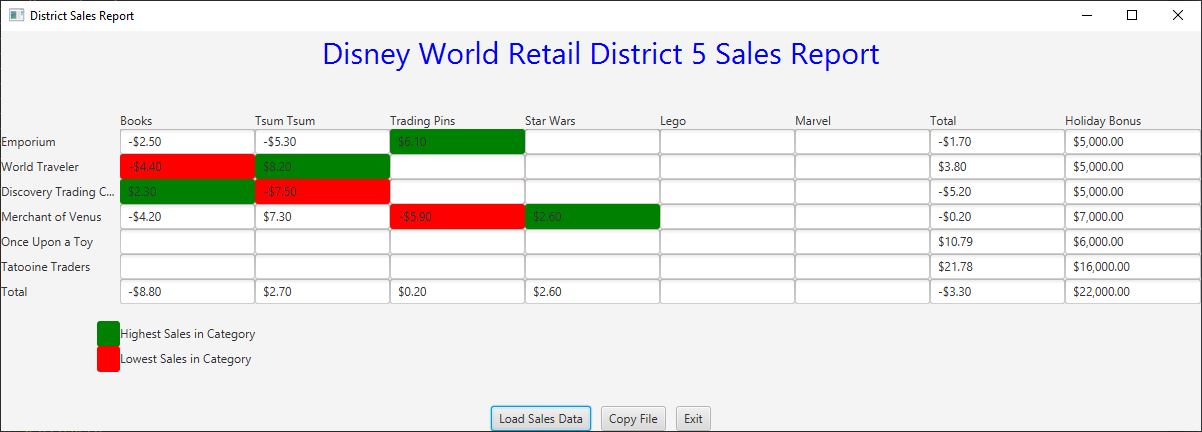 District Sales Report
Disney World Retail District 5 Sales Report
Books Tsum Tsum Trading Pins Star Wars Lego Marvel Total Holiday Bonus
Emporium -$2.50 -$5.30 $6.10 -$1.70 $5,000.00
World Traveler -$4.40 $8.20 $3.80 $5,000.00
Discovery Trading C... $2.30 -$7.50 -$5.20 $5,000.00
Merchant of Venus -$4.20 $7.30 -$5.90 $2.60 -$0.20 $7,000.00
Once Upon a Toy $10.79 $6,000.00
Tatooine Traders $21.78 $16,000.00
Total -$8.80 $2.70 $0.20 $2.60 -$3.30 $22,000.00
Highest Sales in Category
Lowest Sales in Category
Load Sales Data Copy File Exit